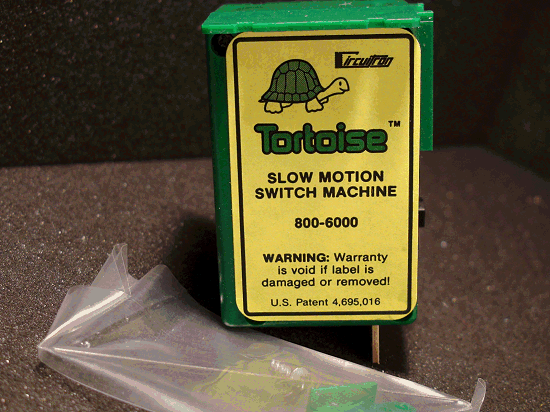 Circuitron
Tortoise™
SLOW MOTION
SWITCH MACHINE
800-6000
WARNING: Warranty
is void if label is
damaged or removed!
U.S. Patent 4,695,016